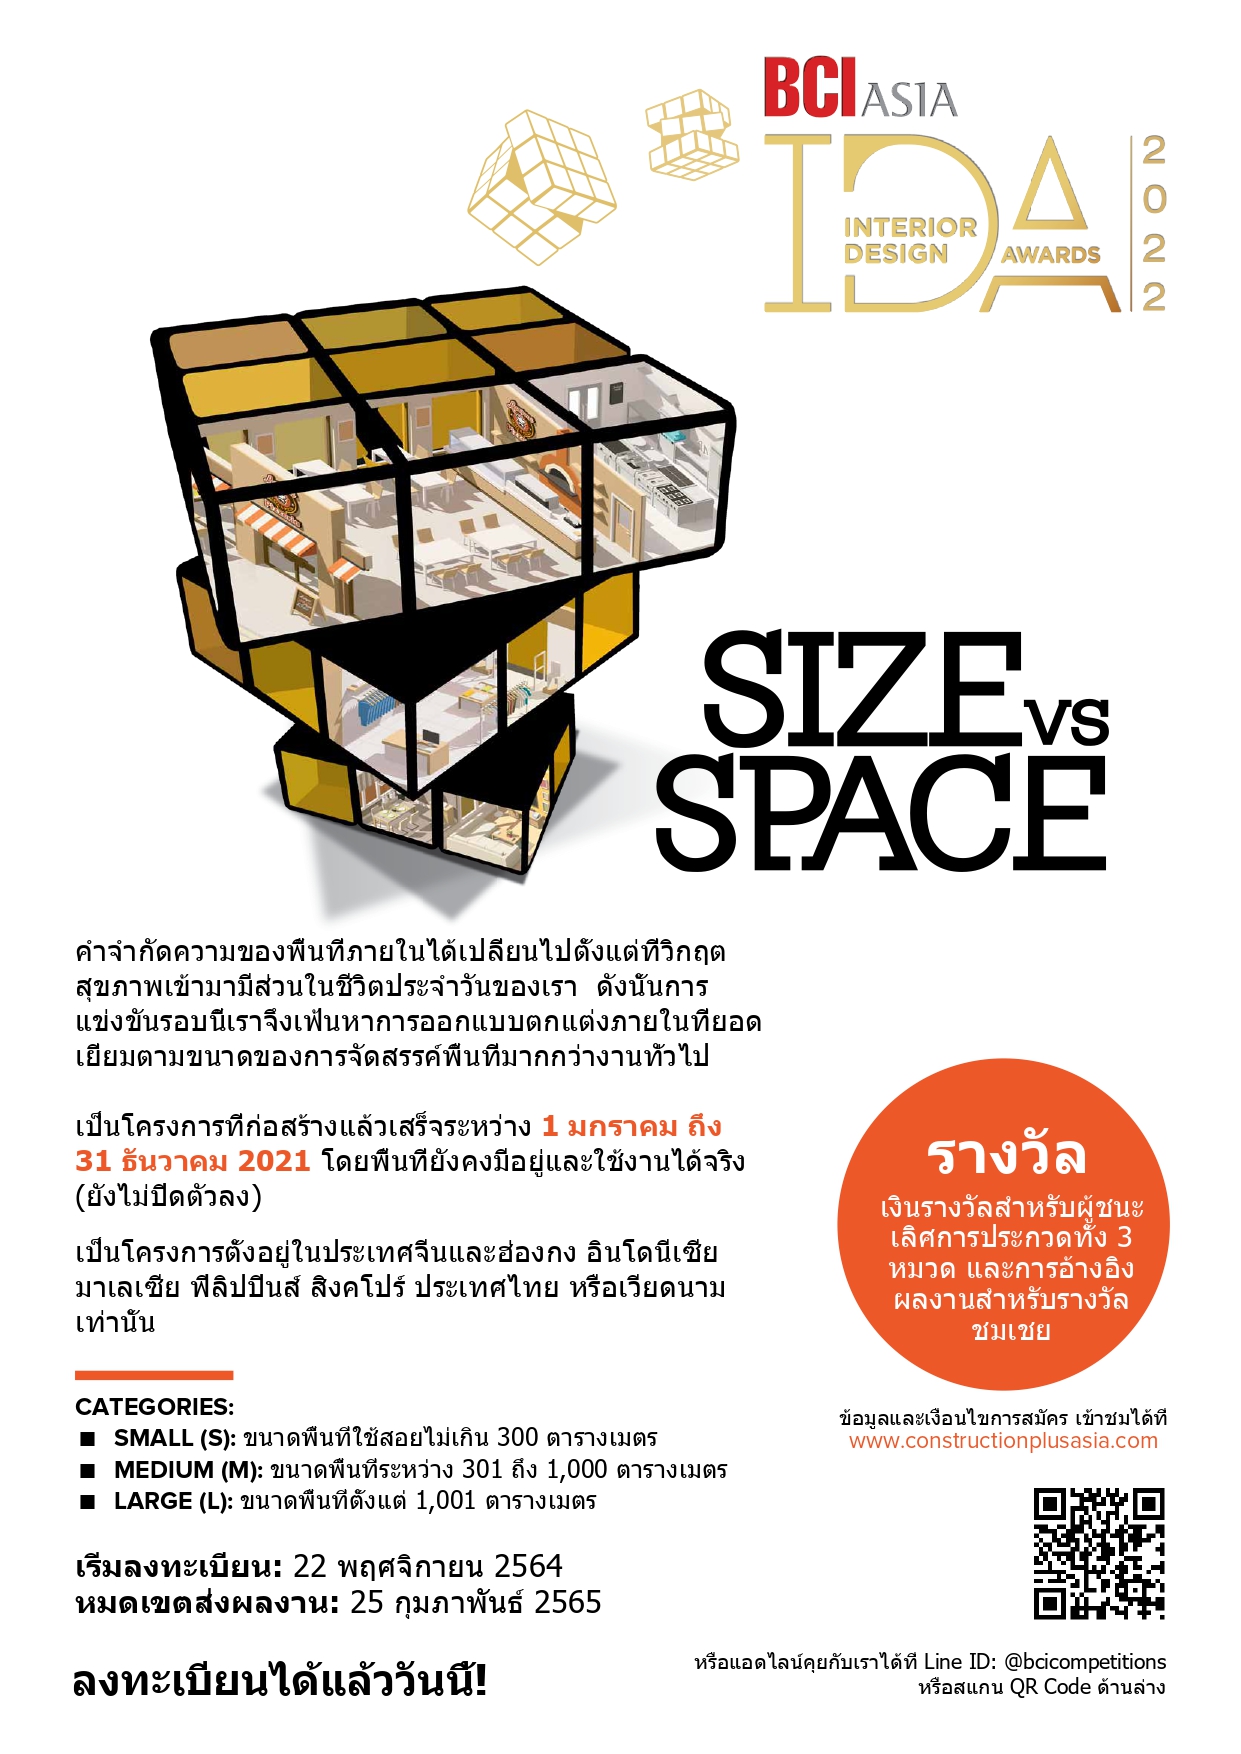 BCI ASIA
IDA
INTERIOR
DESIGN
AWARDS
2022
SIZE vs
SPACE
คำจำกัดความของพื้นที่ภายในได้เปลี่ยนไปตั้งแต่ที่วิกฤต
สุขภาพเข้ามามีส่วนในชีวิตประจำวันของเรา ดังนั้นการ
แข่งขันรอบนี้เราจึงเฟ้นหาการออกแบบตกแต่งภายในที่ยอด
เยี่ยมตามขนาดของการจัดสรรค์พื้นที่มากกว่างานทั่วไป
เป็นโครงการที่ก่อสร้างแล้วเสร็จระหว่าง 1 มกราคม ถึง
31 ธันวาคม 2021 โดยพื้นที่ยังคงมีอยู่และใช้งานได้จริง
(ยังไม่ปิดตัวลง)
เป็นโครงการตั้งอยู่ในประเทศจีนและฮ่องกง อินโดนีเซีย
มาเลเซีย ฟิลิปปินส์ สิงคโปร์ ประเทศไทย หรือเวียดนาม
เท่านั้น
CATEGORIES:
■ SMALL (S): ขนาดพื้นที่ใช้สอยไม่เกิน 300 ตารางเมตร
■ MEDIUM (M): ขนาดพื้นที่ระหว่าง 301 ถึง 1,000 ตารางเมตร
■ LARGE (L): ขนาดพื้นที่ตั้งแต่ 1,001 ตารางเมตร
เริ่มลงทะเบียน: 22 พฤศจิกายน 2564
หมดเขตส่งผลงาน: 25 กุมภาพันธ์ 2565
ลงทะเบียนได้แล้ววันนี้!
รางวัล
เงินรางวัลสำหรับผู้ชนะ
เลิศการประกวดทั้ง 3
หมวด และการอ้างอิง
ผลงานสำหรับรางวัล
ชมเชย
ข้อมูลและเงื่อนไขการสมัคร เข้าชมได้ที่
www.constructionplusasia.com
หรือแอดไลน์คุยกับเราได้ที่ Line ID: @bcicompetitions
หรือสแกน QR Code ด้านล่าง